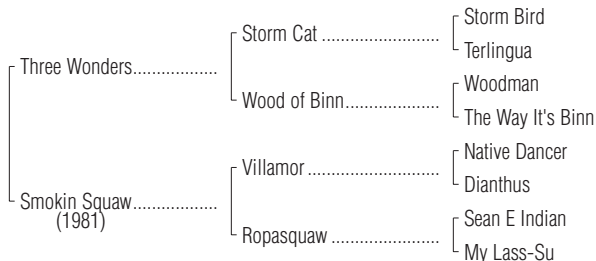 Storm Bird
Storm Cat ........................
Terlingua
Three Wonders.................
Woodman
Wood of Binn...................
The Way It's Binn
Native Dancer
Villamor ...........................
Dianthus
Smokin Squaw.................
(1981)
Sean E Indian
Ropasquaw ......................
My Lass-Su